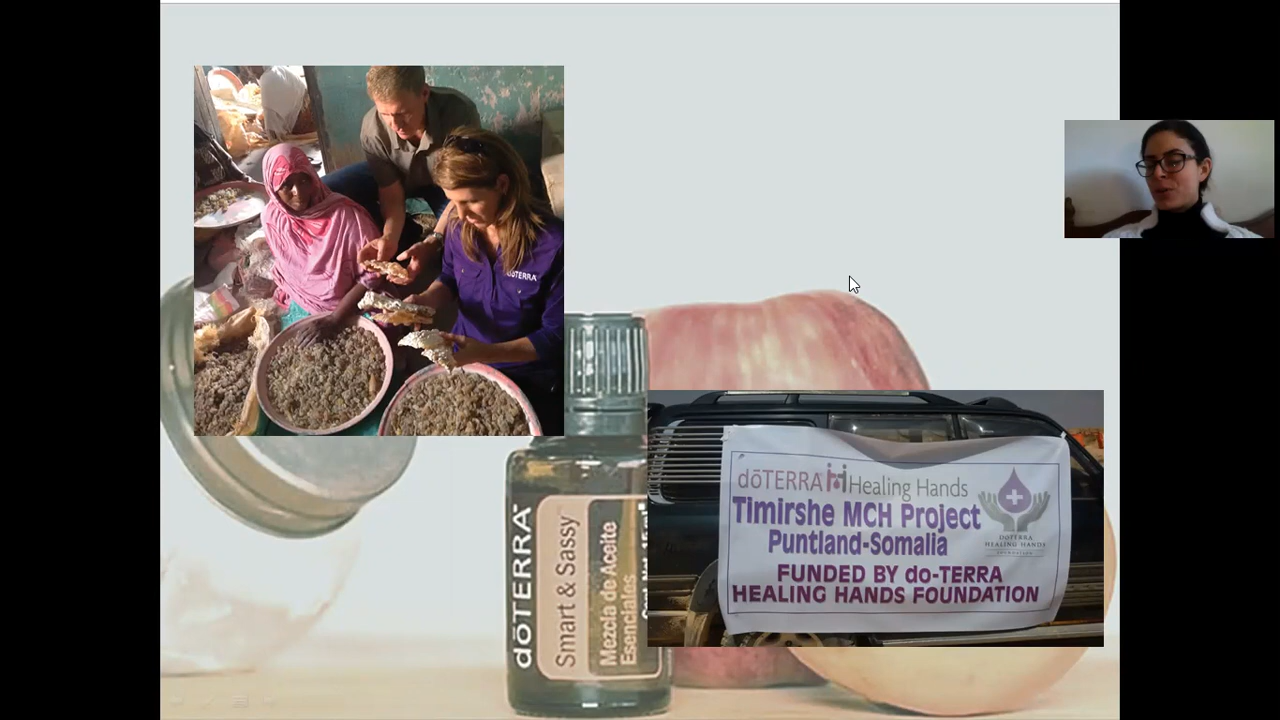 dōTERRA
dōTERRA Healing Hands
Timirshe MCH Project
Puntland-Somalia
FUNDED BY do-TERRA
HEALING HANDS FOUNDATION
DŌTERRA
HEALING HANDS
FOUNDATION
dōTERRA
Smart & Sassy
Mezcla de Aceite
Esenciales